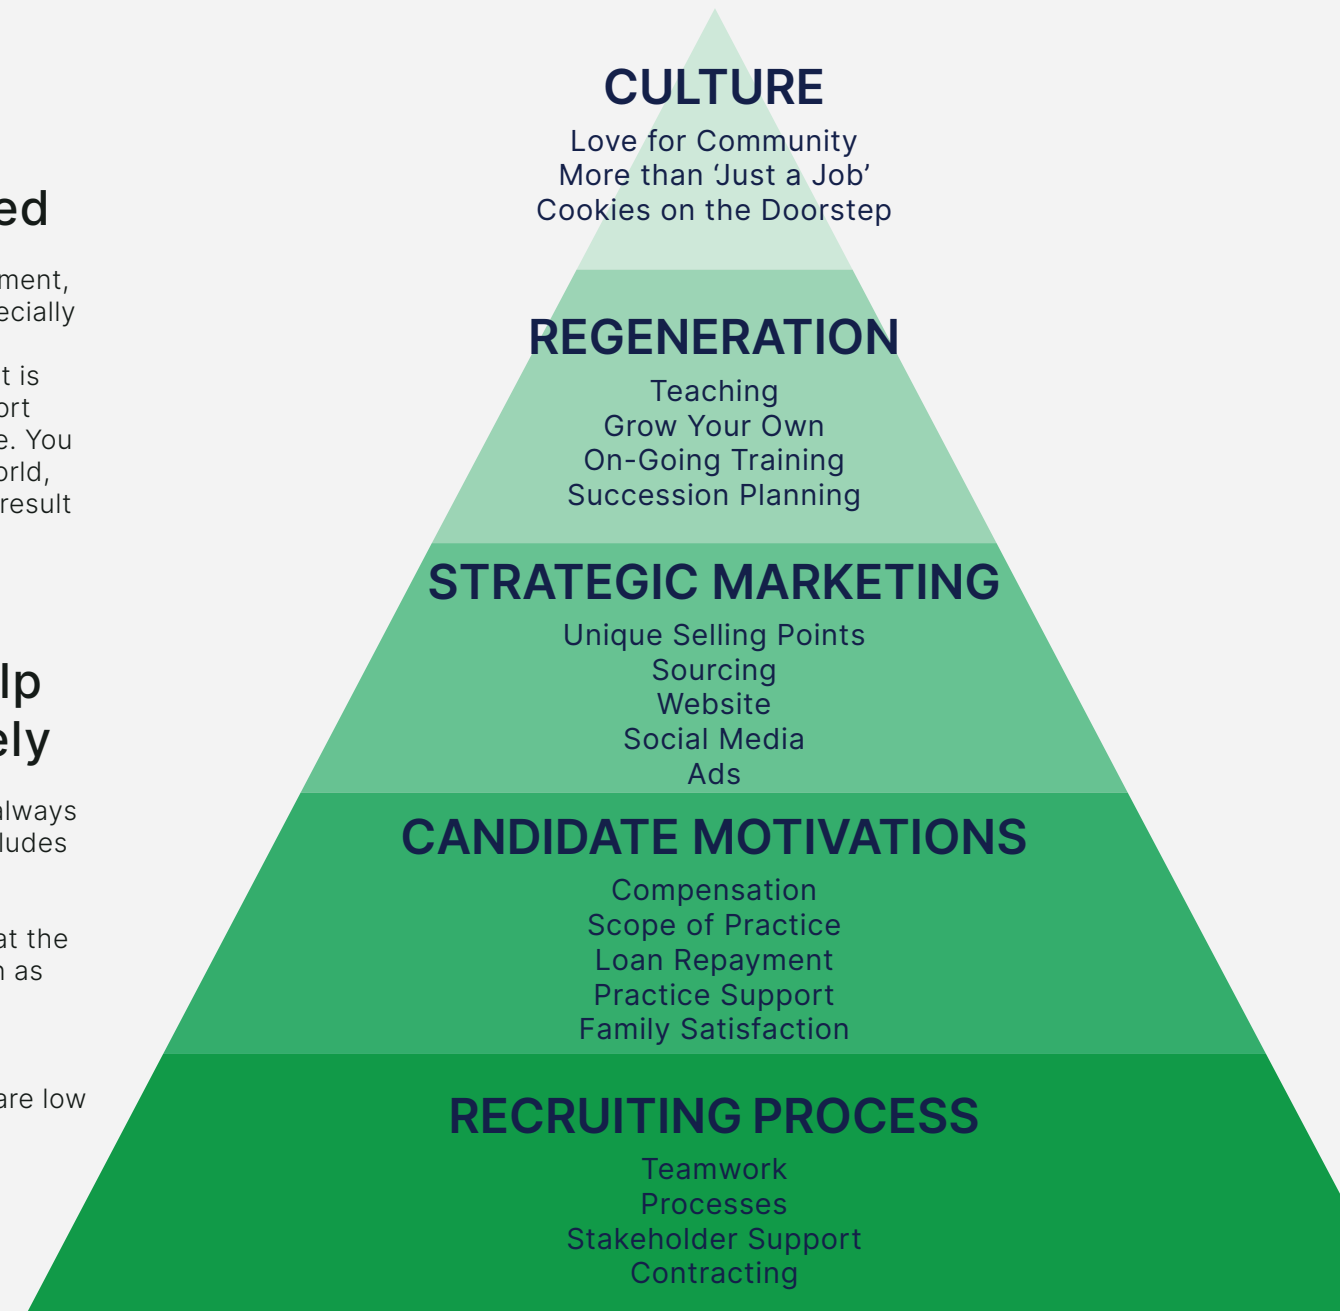 ed
ment,
ecially
t is
ort
e. You
orld,
result
lp
ely
always
ludes
at the
n as
are low
CULTURE
Love for Community
More than ‘Just a Job’
Cookies on the Doorstep
REGENERATION
Teaching
Grow Your Own
On-Going Training
Succession Planning
STRATEGIC MARKETING
Unique Selling Points
Sourcing
Website
Social Media
Ads
CANDIDATE MOTIVATIONS
Compensation
Scope of Practice
Loan Repayment
Practice Support
Family Satisfaction
RECRUITING PROCESS
Teamwork
Processes
Stakeholder Support
Contracting